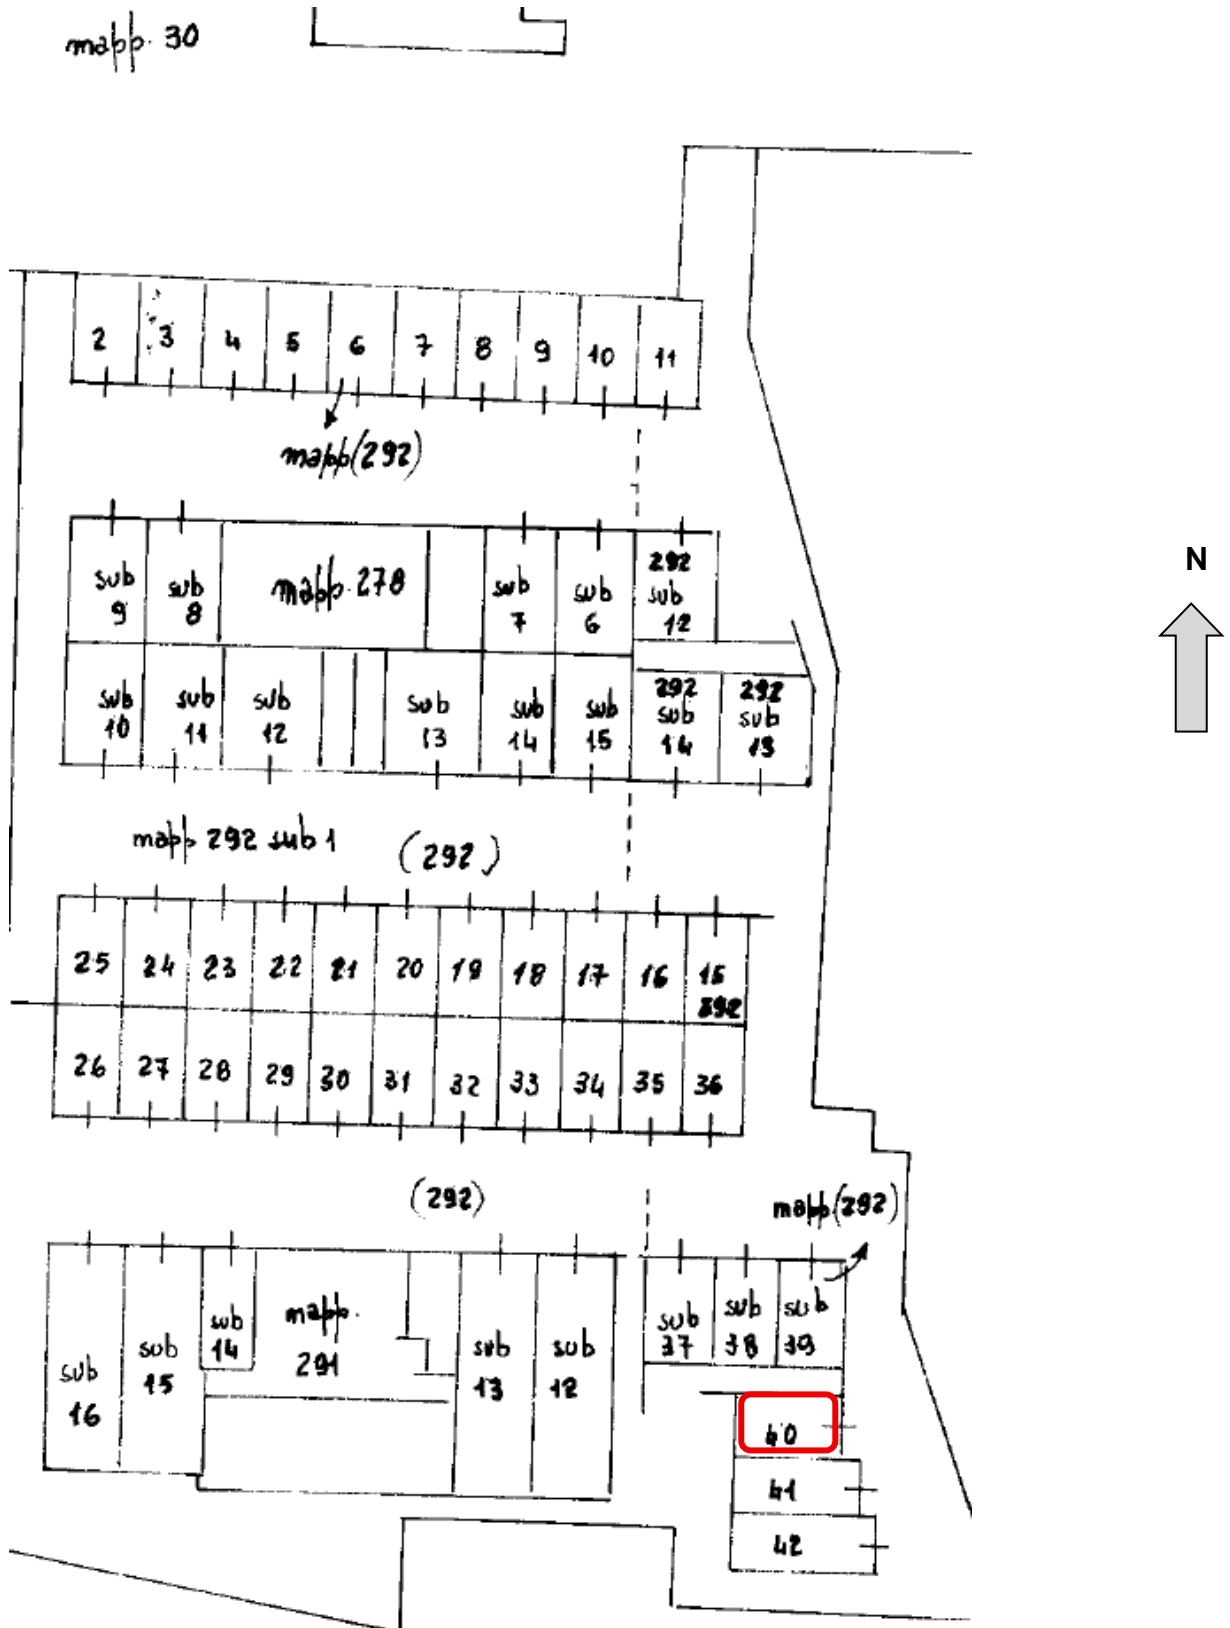 mapp. 30
2 3 4 5 6 7 8 9 10 11
mapp(292)
N
sub 9
sub 8
mapp. 278
sub 7
sub 6
292 sub 12
sub 10
sub 11
sub 12
sub 13
sub 14
sub 15
292 sub 14
292 sub 13
mapp 292 sub 1
(292)
25 24 23 22 21 20 19 18 17 16 15
292
26 27 28 29 30 31 32 33 34 35 36
(292)
mapp.(292)
sub 16
sub 15
sub 14
mapp. 291
sub 13
sub 12
sub 37
sub 38
sub 39
40
41
42